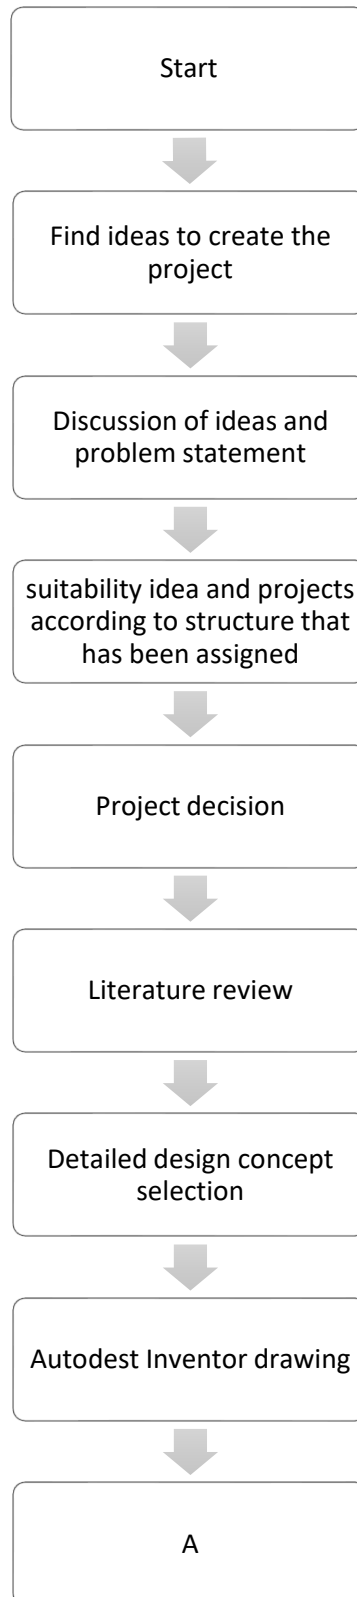 Start
Find ideas to create the
project
Discussion of ideas and
problem statement
suitability idea and projects
according to structure that
has been assigned
Project decision
Literature review
Detailed design concept
selection
Autodest Inventor drawing
A